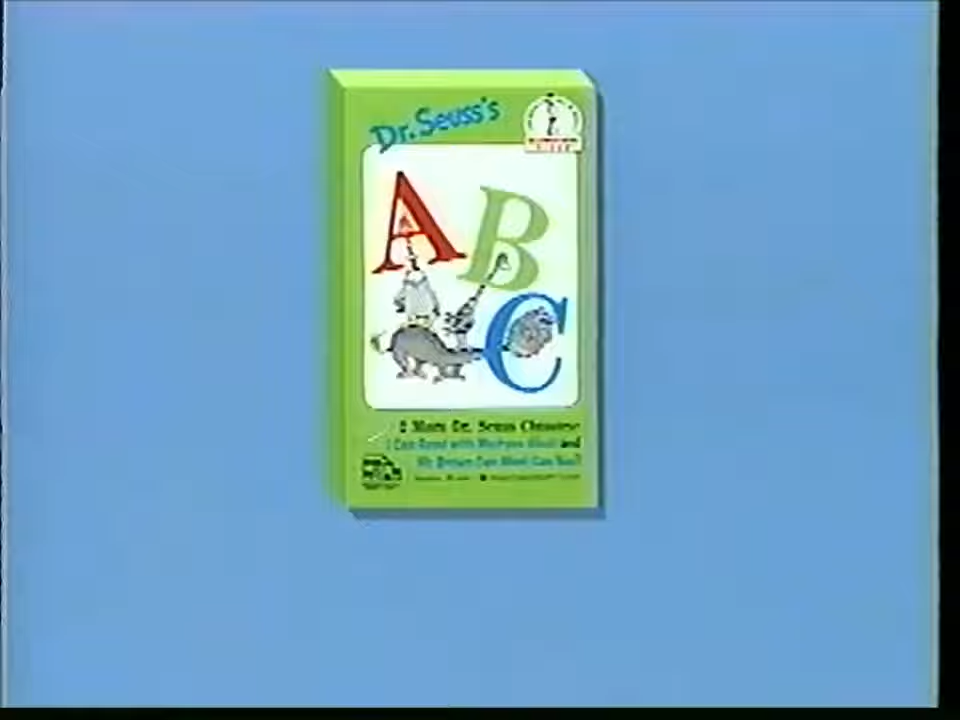 Dr. Seuss's
A B
C
2 More Dr. Seuss Classics:
I Can Read with My Eyes Shut! and
Mr. Brown Can Moo! Can You?